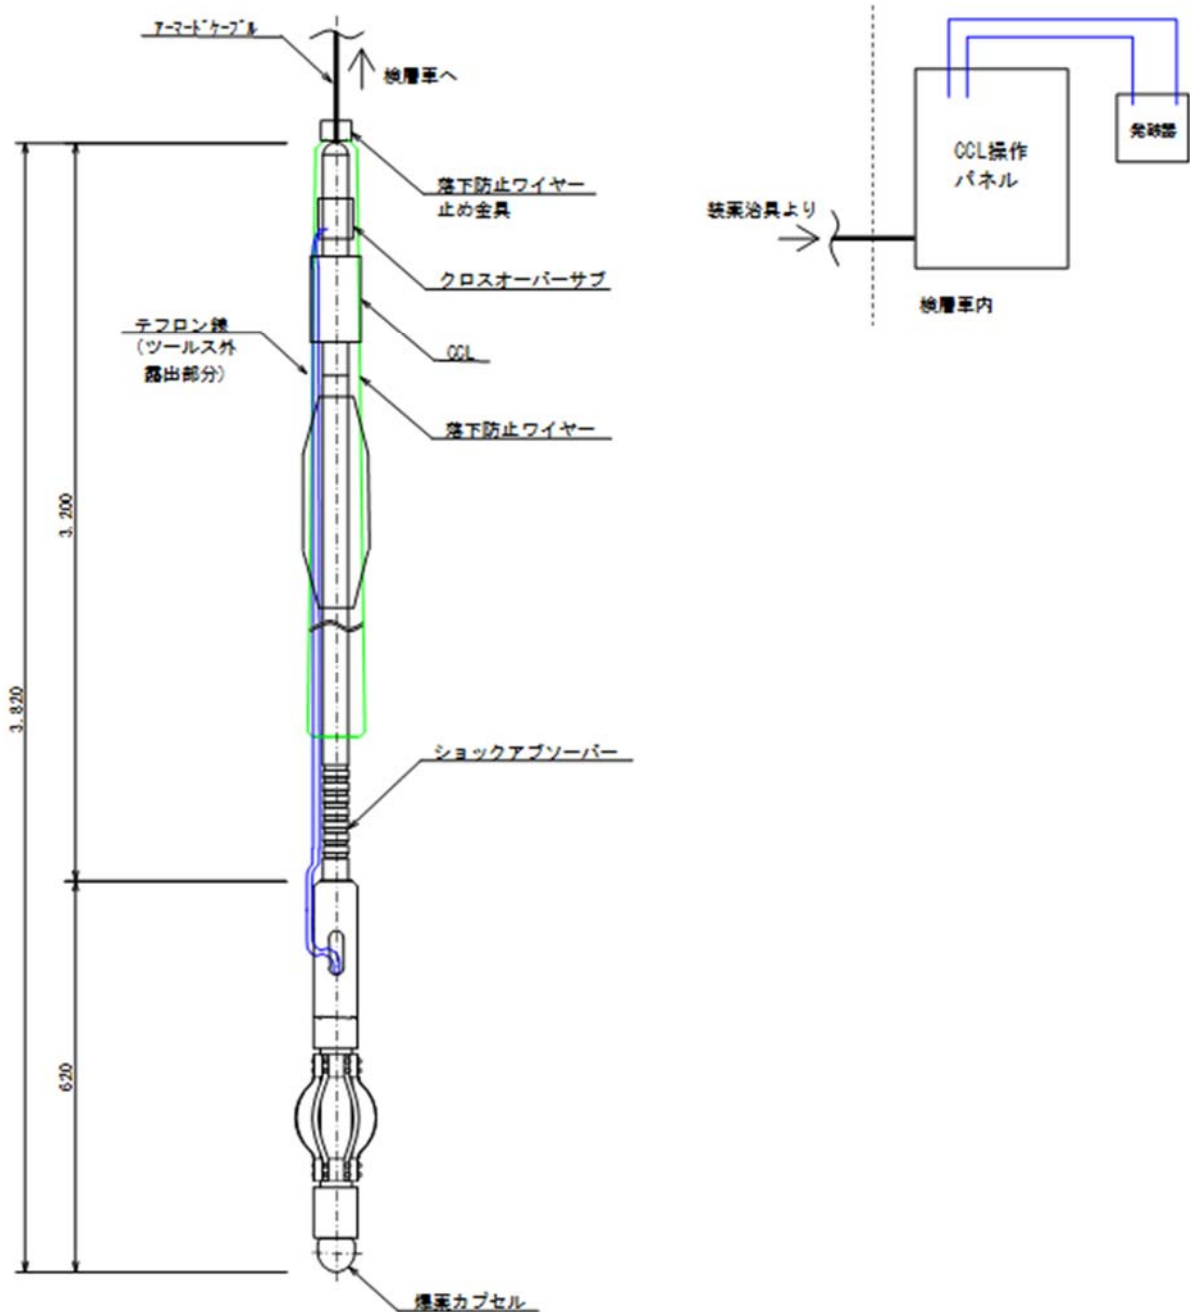 アーマードケーブル
検層車へ
落下防止ワイヤー
止め金具
クロスオーバーサブ
テフロン線
(ツールス外
露出部分)
CCL
落下防止ワイヤー
3,200
3,820
ショックアブソーバー
620
爆薬カプセル
CCL操作
パネル
発破器
装薬治具より
検層車内